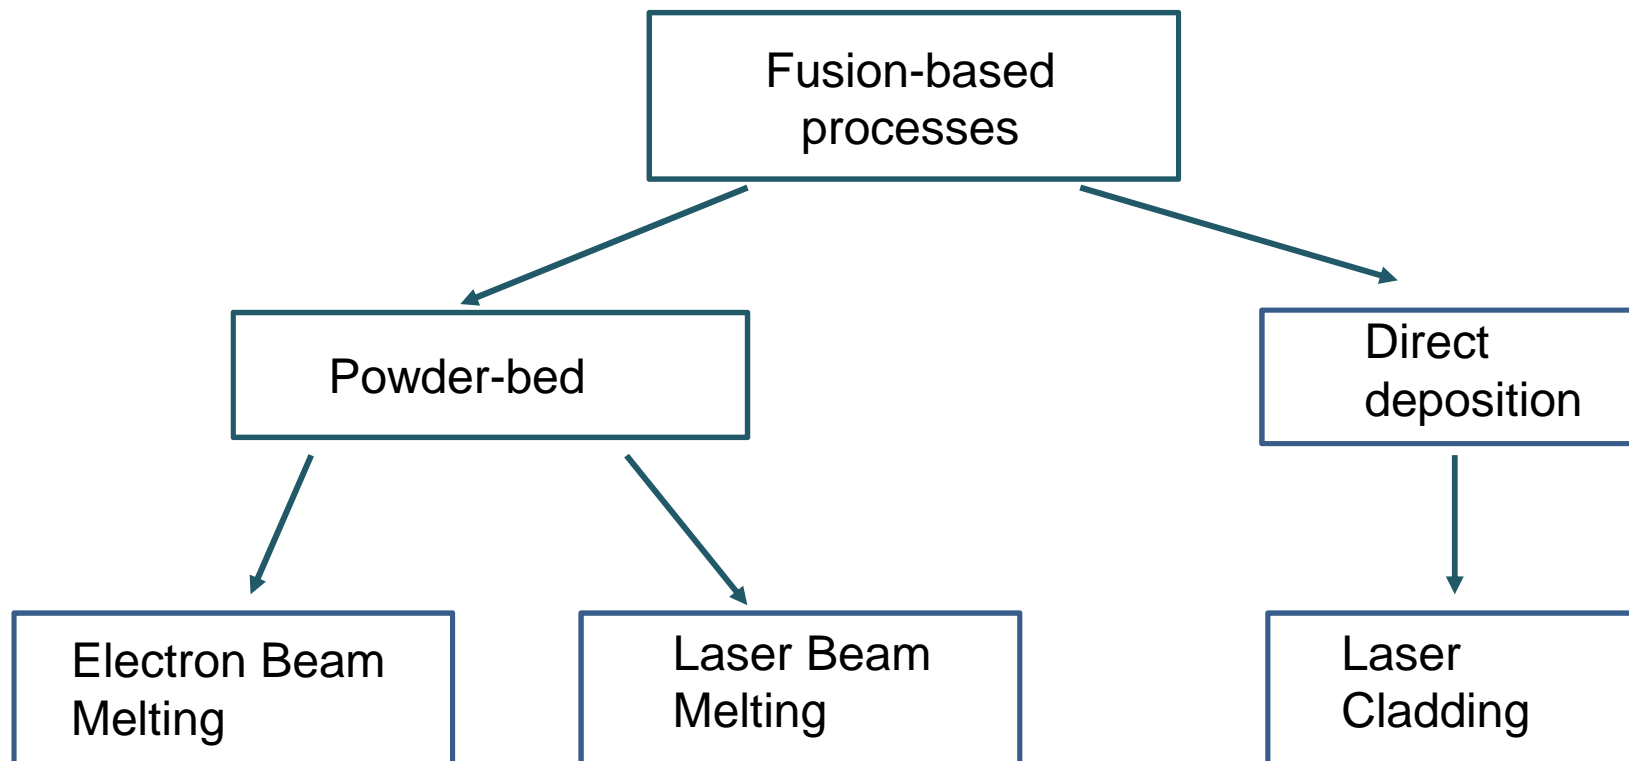 Fusion-based
processes
Powder-bed
Direct
deposition
Electron Beam
Melting
Laser Beam
Melting
Laser
Cladding